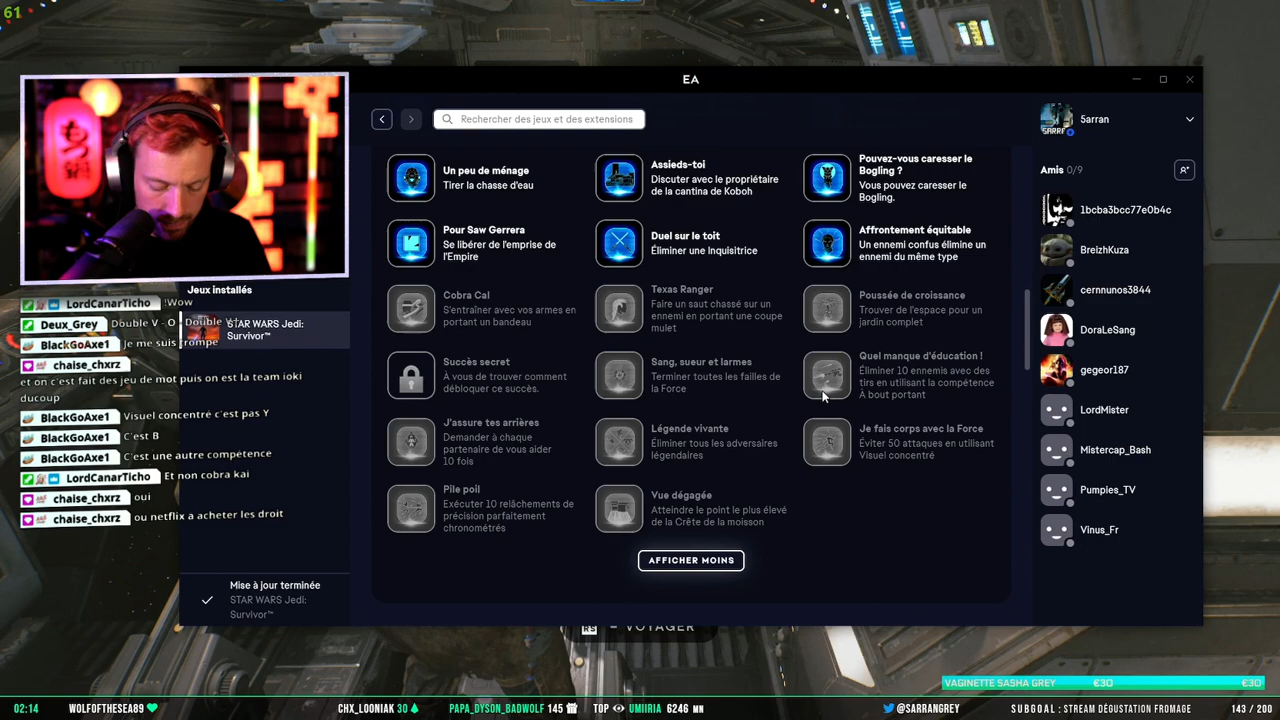 61
EA
Rechercher des jeux et des extensions
Sarran
Un peu de ménage
Tirer la chasse d'eau
Assieds-toi
Discuter avec le propriétaire
de la cantina de Koboh
Pouvez-vous caresser le
Bogling ?
Vous pouvez caresser le
Bogling.
Pour Saw Gerrera
Se libérer de l'emprise de
l'Empire
Duel sur le toit
Éliminer une Inquisitrice
Affrontement équitable
Un ennemi confus élimine un
ennemi du même type
Cobra Cal
S'entraîner avec vos armes en
portant un bandeau
Texas Ranger
Faire un saut chassé sur un
ennemi en portant une coupe
mulet
Poussée de croissance
Trouver de l'espace pour un
jardin complet
Succès secret
À vous de trouver comment
débloquer ce succès.
Sang, sueur et larmes
Terminer toutes les failles de
la Force
Quel manque d'éducation !
Éliminer 10 ennemis avec des
tirs en utilisant la compétence
À bout portant
J'assure tes arrières
Demander à chaque
partenaire de vous aider
10 fois
Légende vivante
Éliminer tous les adversaires
légendaires
Je fais corps avec la Force
Éviter 50 attaques en utilisant
Visuel concentré
Pile poil
Exécuter 10 relâchements de
précision parfaitement
chronométrés
Vue dégagée
Atteindre le point le plus élevé
de la Crête de la moisson
AFFICHER MOINS
Amis 0/9
1bcba3bcc77e0b4c
BreizhKuza
cernnunos3844
DoraLeSang
gegeor187
LordMister
Mistercap_Bash
Pumpies_TV
Vinus_Fr
Jeux installés
STAR WARS Jedi:
Survivor™
LordCanarTicho !Wow
Deux_Grey Double V - O - Double V !
BlackGoAxe1 Je me suis trompe
chaise_chxrz
et on c'est fait des jeu de mot puis on est la team ioki
ducoup
BlackGoAxe1 Visuel concentré c'est pas Y
BlackGoAxe1 C'est B
BlackGoAxe1 C'est une autre compétence
LordCanarTicho Et non cobra kai
chaise_chxrz oui
chaise_chxrz ou netflix a acheter les droit
Mise à jour terminée
STAR WARS Jedi:
Survivor™
RS - VOYAGER
VAGINETTE SASHA GREY €30 €30
02:14 WOLFOFTHESEA89 CHX_LOONIAK 30 PAPA_DYSON_BADWOLF 145 TOP UMIIRIA 6246 MN @SARRANGREY SUBGOAL : STREAM DÉGUSTATION FROMAGE 143 / 200